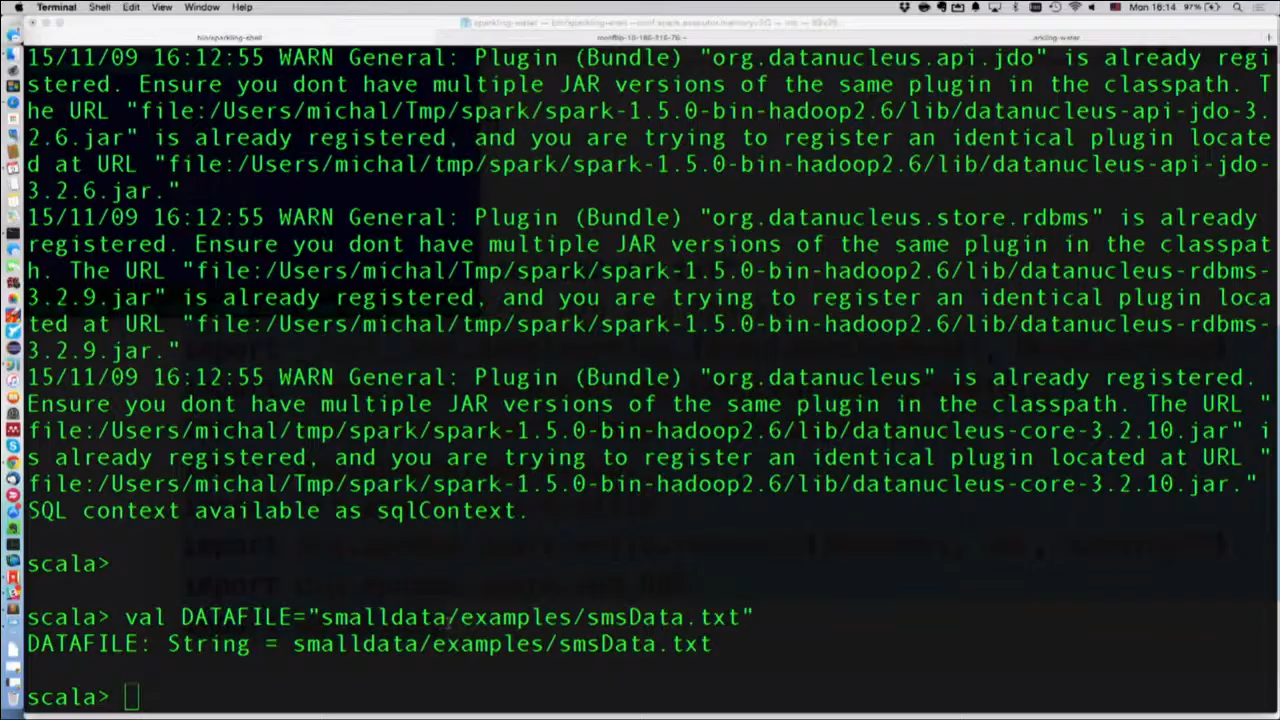 Terminal Shell Edit View Window Help 97% Mon 16:14
bin/sparkling-shell
15/11/09 16:12:55 WARN General: Plugin (Bundle) "org.datanucleus.api.jdo" is already regi
stered. Ensure you dont have multiple JAR versions of the same plugin in the classpath. T
he URL "file:/Users/michal/Tmp/spark/spark-1.5.0-bin-hadoop2.6/lib/datanucleus-api-jdo-3.
2.6.jar" is already registered, and you are trying to register an identical plugin locate
d at URL "file:/Users/michal/tmp/spark/spark-1.5.0-bin-hadoop2.6/lib/datanucleus-api-jdo-
3.2.6.jar."
15/11/09 16:12:55 WARN General: Plugin (Bundle) "org.datanucleus.store.rdbms" is already
registered. Ensure you dont have multiple JAR versions of the same plugin in the classpat
h. The URL "file:/Users/michal/Tmp/spark/spark-1.5.0-bin-hadoop2.6/lib/datanucleus-rdbms-
3.2.9.jar" is already registered, and you are trying to register an identical plugin loca
ted at URL "file:/Users/michal/tmp/spark/spark-1.5.0-bin-hadoop2.6/lib/datanucleus-rdbms-
3.2.9.jar."
15/11/09 16:12:55 WARN General: Plugin (Bundle) "org.datanucleus" is already registered.
Ensure you dont have multiple JAR versions of the same plugin in the classpath. The URL "
file:/Users/michal/tmp/spark/spark-1.5.0-bin-hadoop2.6/lib/datanucleus-core-3.2.10.jar" i
s already registered, and you are trying to register an identical plugin located at URL "
file:/Users/michal/Tmp/spark/spark-1.5.0-bin-hadoop2.6/lib/datanucleus-core-3.2.10.jar."
SQL context available as sqlContext.
scala>
scala> val DATAFILE="smalldata/examples/smsData.txt"
DATAFILE: String = smalldata/examples/smsData.txt
scala>